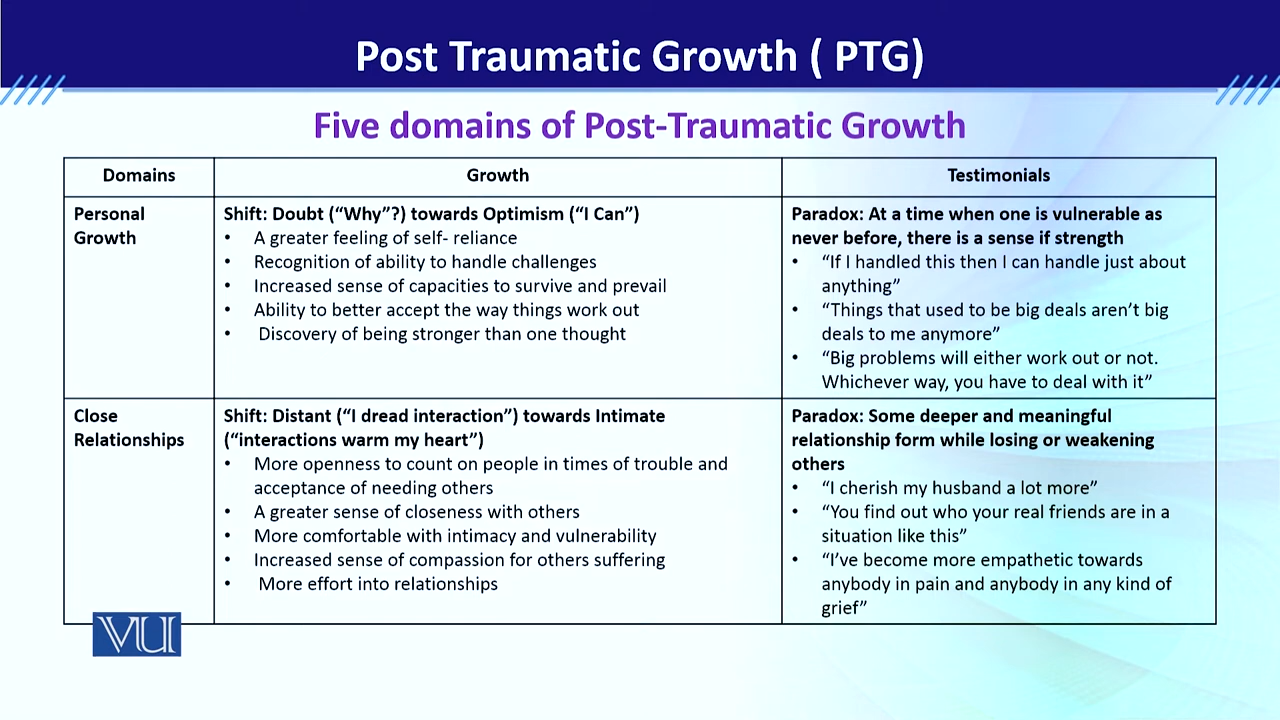 Post Traumatic Growth ( PTG)
Five domains of Post-Traumatic Growth
Domains
Growth
Testimonials
Personal
Growth
Shift: Doubt (“Why”?) towards Optimism (“I Can”)
• A greater feeling of self- reliance
• Recognition of ability to handle challenges
• Increased sense of capacities to survive and prevail
• Ability to better accept the way things work out
• Discovery of being stronger than one thought
Paradox: At a time when one is vulnerable as
never before, there is a sense if strength
• “If I handled this then I can handle just about
anything”
• “Things that used to be big deals aren’t big
deals to me anymore”
• “Big problems will either work out or not.
Whichever way, you have to deal with it”
Close
Relationships
Shift: Distant (“I dread interaction”) towards Intimate
(“interactions warm my heart”)
• More openness to count on people in times of trouble and
acceptance of needing others
• A greater sense of closeness with others
• More comfortable with intimacy and vulnerability
• Increased sense of compassion for others suffering
• More effort into relationships
Paradox: Some deeper and meaningful
relationship form while losing or weakening
others
• “I cherish my husband a lot more”
• “You find out who your real friends are in a
situation like this”
• “I’ve become more empathetic towards
anybody in pain and anybody in any kind of
grief”
VU